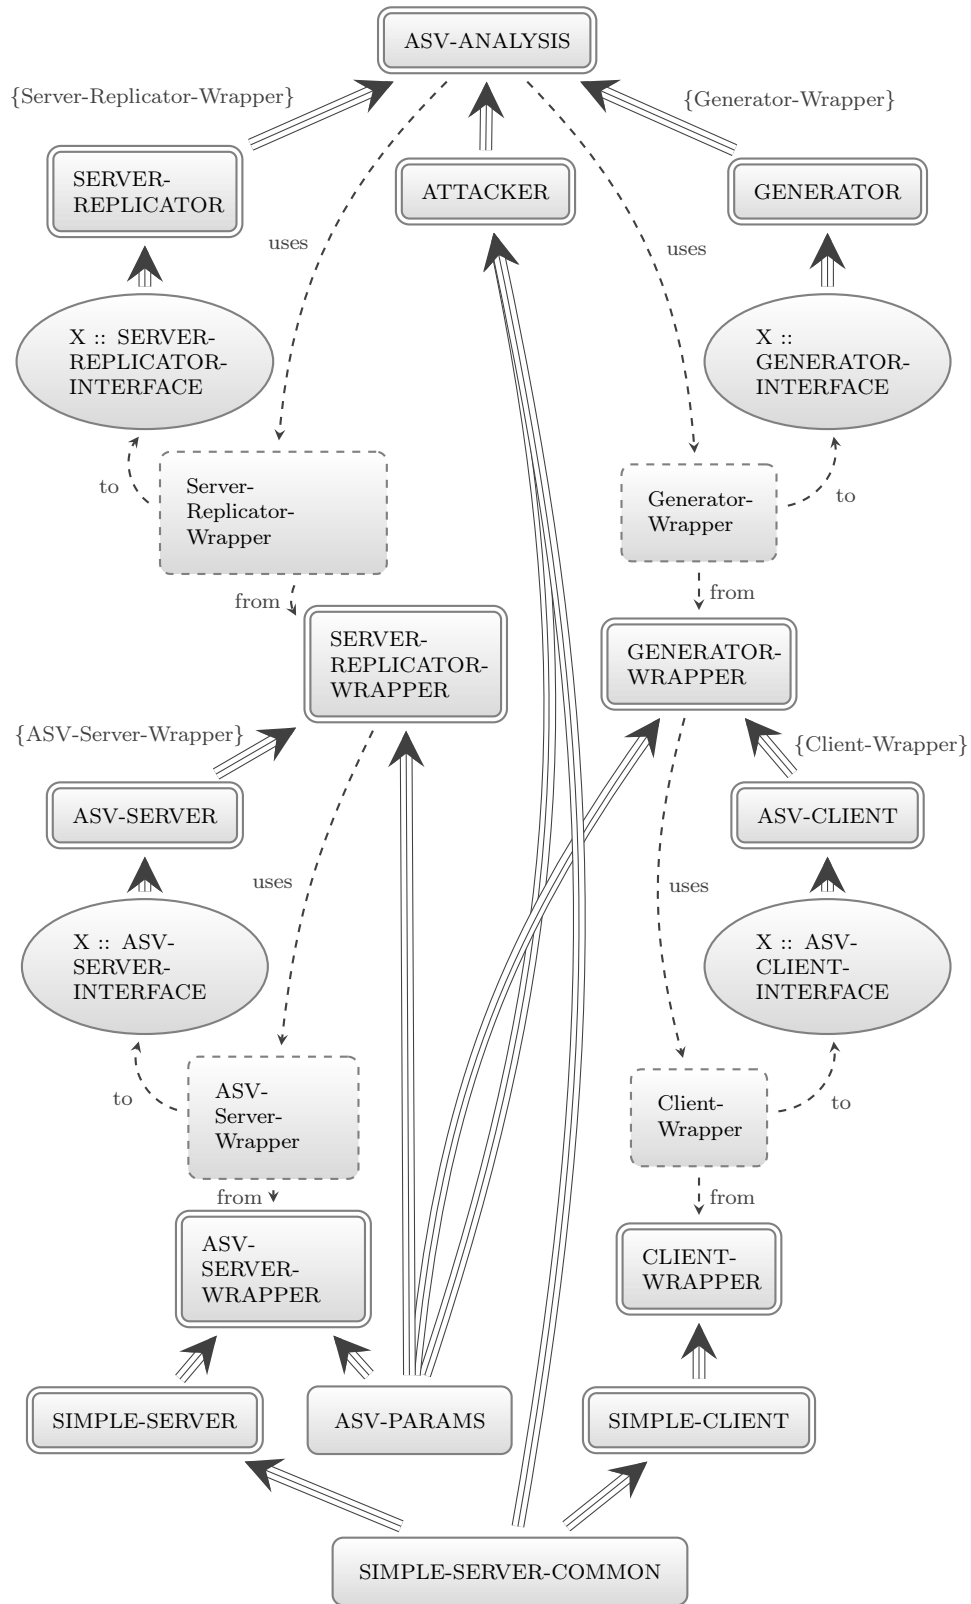 ASV-ANALYSIS
{Server-Replicator-Wrapper}
{Generator-Wrapper}
SERVER-
REPLICATOR
ATTACKER
GENERATOR
uses
uses
X :: SERVER-
REPLICATOR-
INTERFACE
X ::
GENERATOR-
INTERFACE
to
Server-
Replicator-
Wrapper
Generator-
Wrapper
to
from
from
SERVER-
REPLICATOR-
WRAPPER
GENERATOR-
WRAPPER
{ASV-Server-Wrapper}
{Client-Wrapper}
ASV-SERVER
ASV-CLIENT
uses
uses
X :: ASV-
SERVER-
INTERFACE
X :: ASV-
CLIENT-
INTERFACE
to
ASV-
Server-
Wrapper
Client-
Wrapper
to
from
from
ASV-
SERVER-
WRAPPER
CLIENT-
WRAPPER
SIMPLE-SERVER
ASV-PARAMS
SIMPLE-CLIENT
SIMPLE-SERVER-COMMON